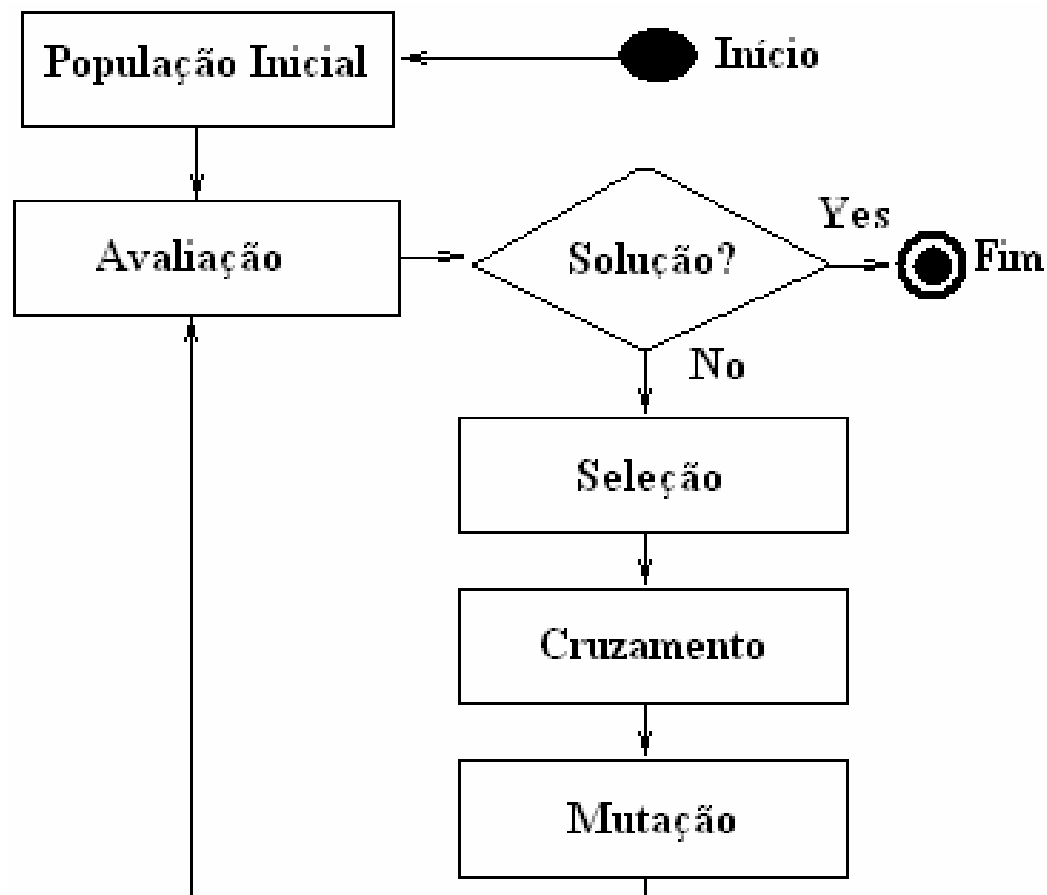 População Inicial
Início
Avaliação
Solução?
Yes
Fim
No
Seleção
Cruzamento
Mutação